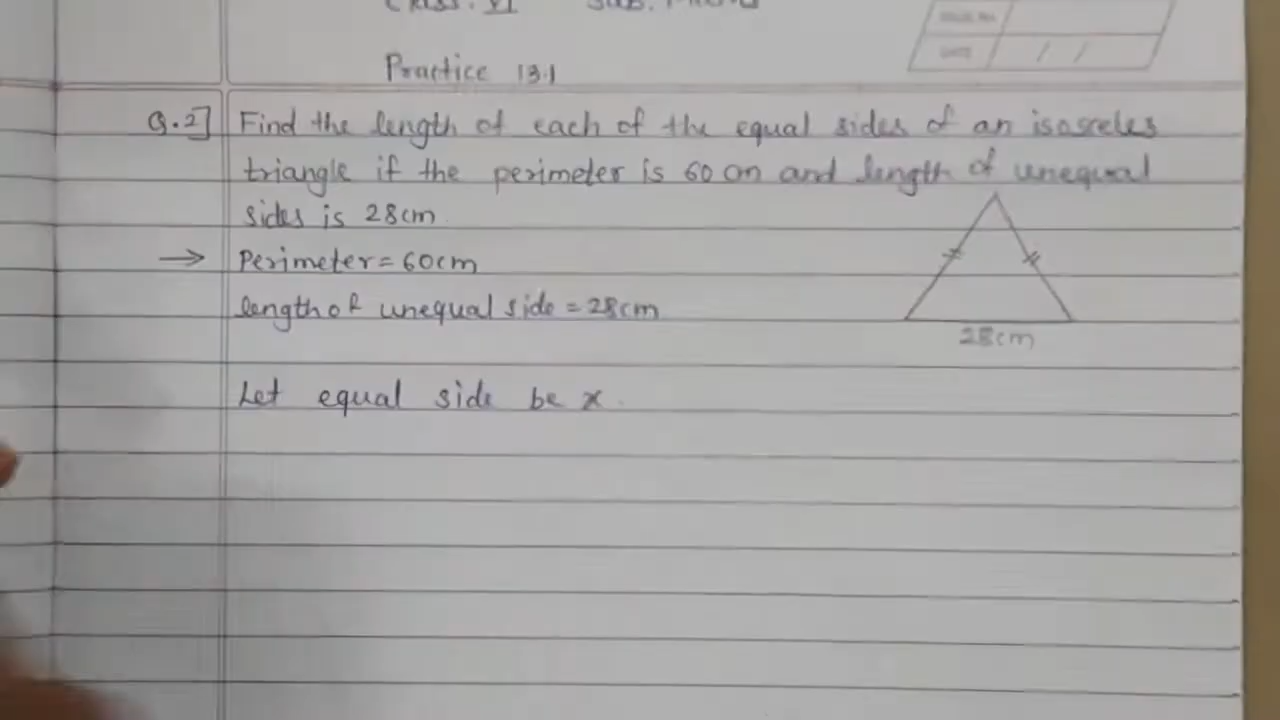 Practice 13.1
Q.2] Find the length of each of the equal sides of an isosceles
triangle if the perimeter is 60 cm and length of unequal
sides is 28cm.
→ Perimeter = 60cm
length of unequal side = 28cm
28cm
Let equal side be x.